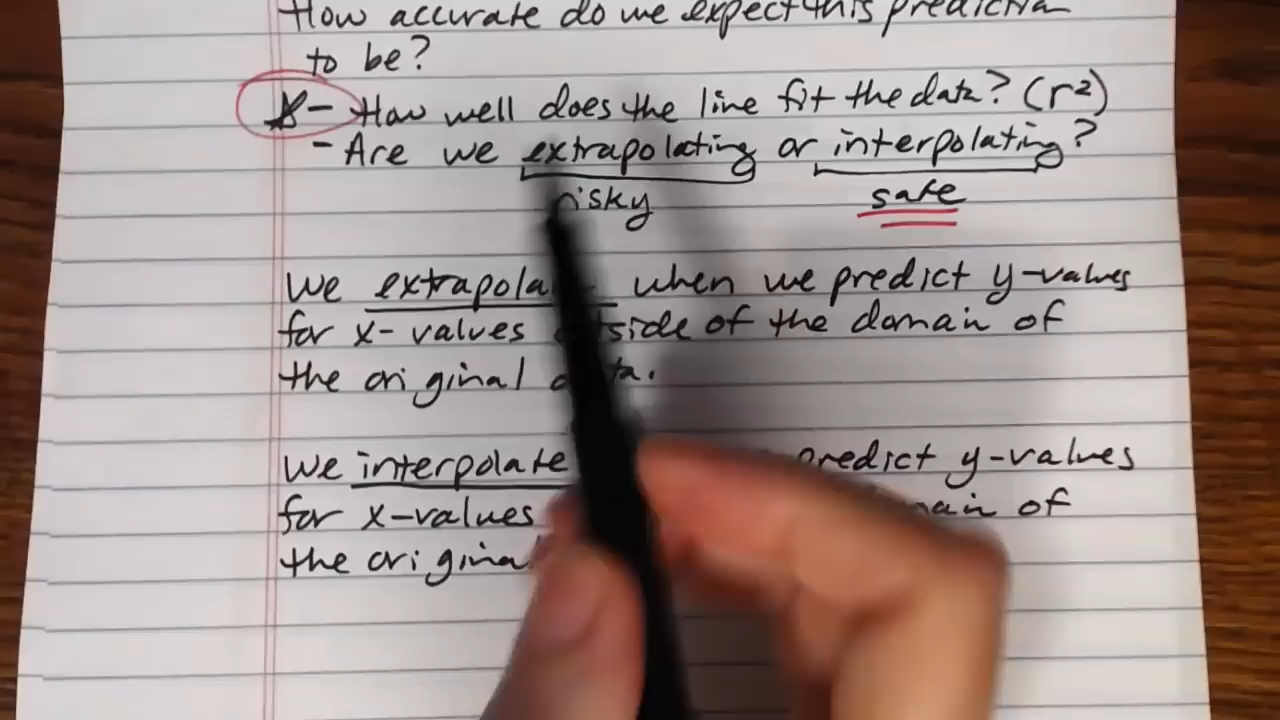 How accurate do we expect this prediction
to be?
- How well does the line fit the data? (r²)
- Are we extrapolating or interpolating?
risky safe
We extrapola when we predict y-values
for x-values outside of the domain of
the original data.
We interpolate predict y-values
for x-values of
the original